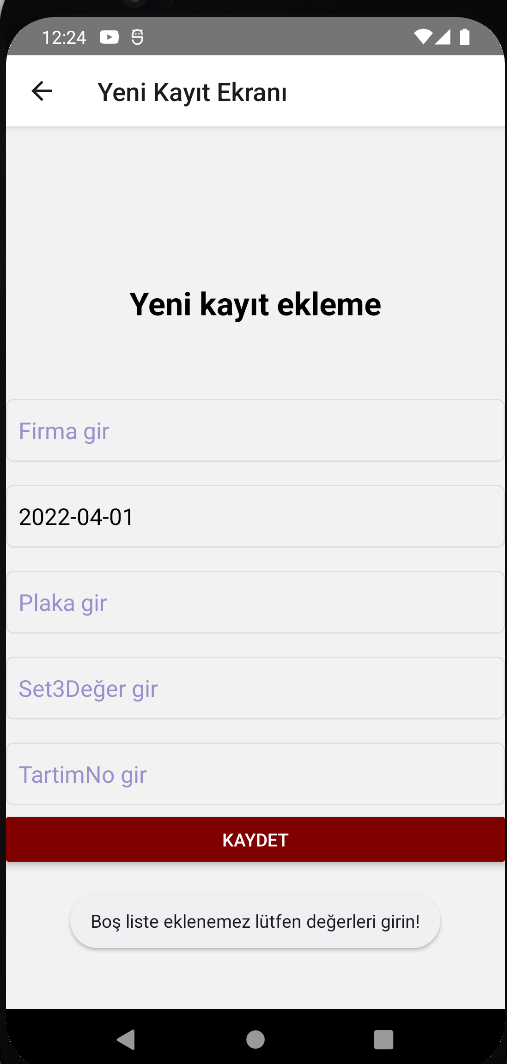 12:24
Yeni Kayıt Ekranı
Yeni kayıt ekleme
Firma gir
2022-04-01
Plaka gir
Set3Değer gir
TartimNo gir
KAYDET
Boş liste eklenemez lütfen değerleri girin!